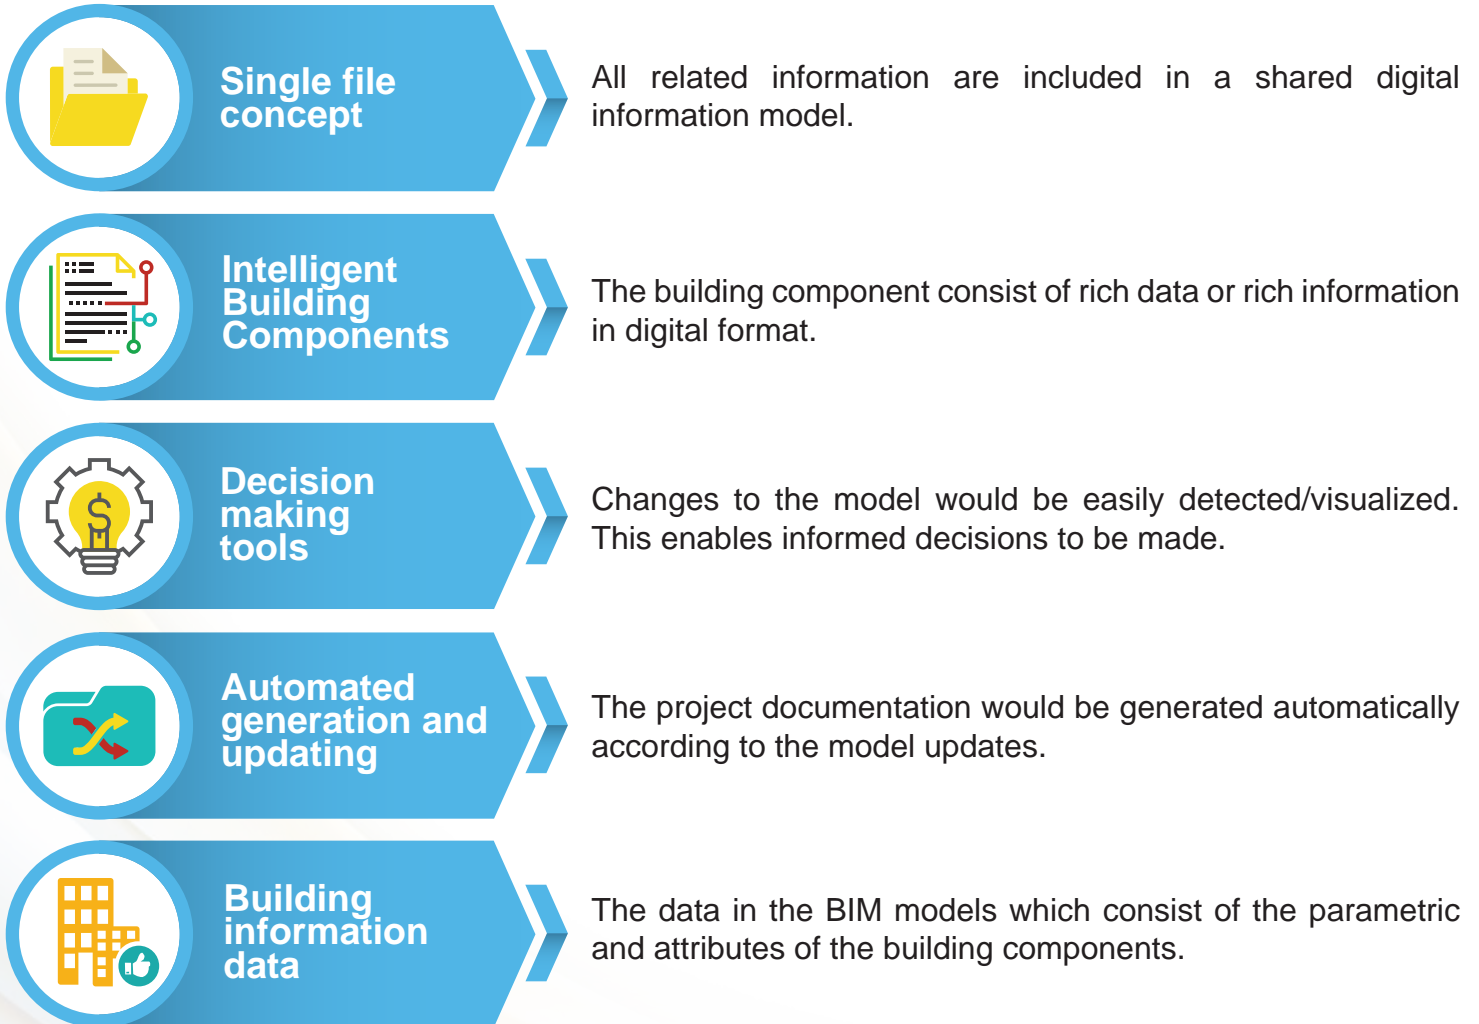 Single file
concept
All related information are included in a shared digital
information model.
Intelligent
Building
Components
The building component consist of rich data or rich information
in digital format.
Decision
making
tools
Changes to the model would be easily detected/visualized.
This enables informed decisions to be made.
Automated
generation and
updating
The project documentation would be generated automatically
according to the model updates.
Building
information
data
The data in the BIM models which consist of the parametric
and attributes of the building components.